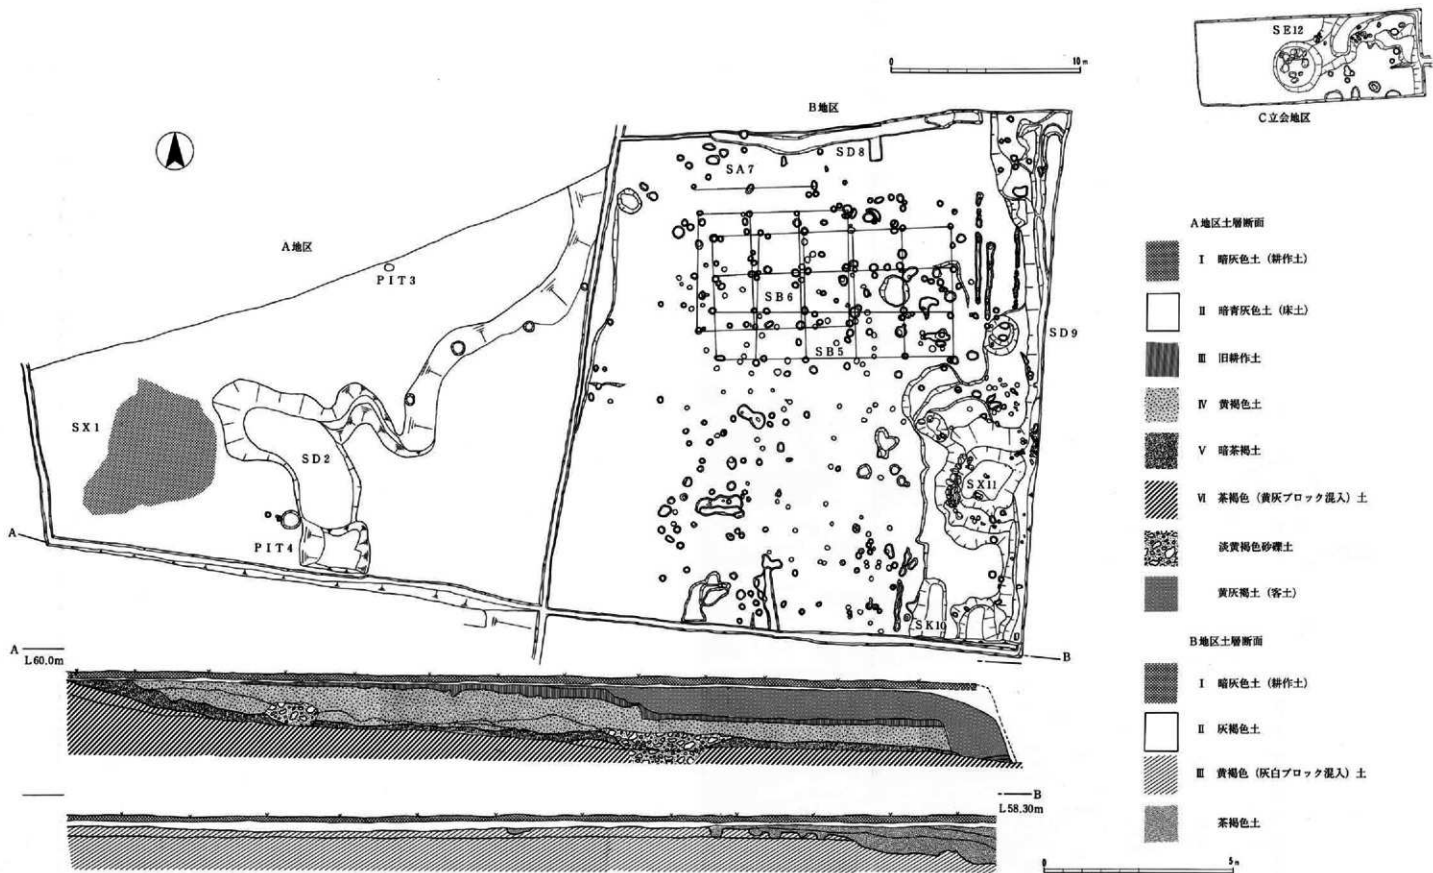 0 10m
B地区
SD8
SA7
A地区
PIT3
SB6
SB5
SD9
SX1
SD2
SX11
PIT4
SK10
A
B
SE12
C立会地区
A地区土層断面
I 暗灰色土（耕作土）
II 暗青灰色土（床土）
III 旧耕作土
IV 黄褐色土
V 暗茶褐土
VI 茶褐色（黄灰ブロック混入）土
淡黄褐色砂礫土
黄灰褐土（客土）
B地区土層断面
I 暗灰色土（耕作土）
II 灰褐色土
III 黄褐色（灰白ブロック混入）土
茶褐色土
A
L60.0m
B
L58.30m
0 5m